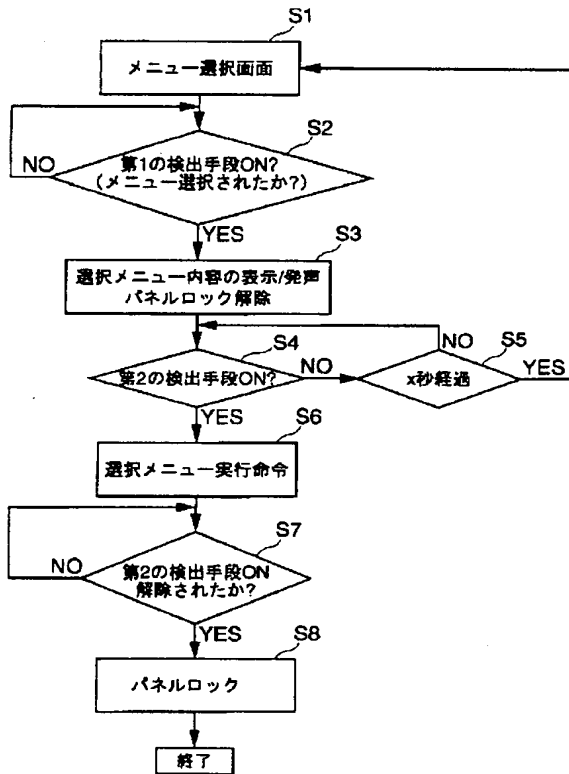 S1
メニュー選択画面
S2
NO
第1の検出手段ON?
(メニュー選択されたか?)
YES
S3
選択メニュー内容の表示/発声
パネルロック解除
S4
NO
S5
第2の検出手段ON?
NO
x秒経過
YES
YES
S6
選択メニュー実行命令
S7
NO
第2の検出手段ON
解除されたか?
YES
S8
パネルロック
終了